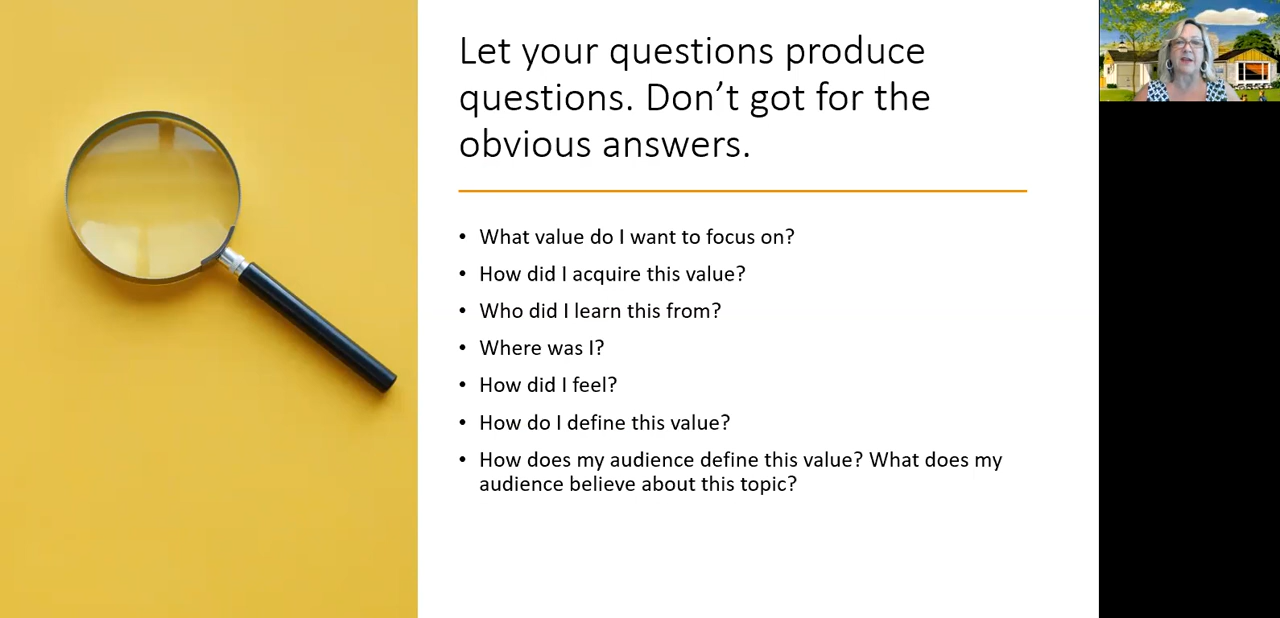 Let your questions produce
questions. Don’t got for the
obvious answers.
• What value do I want to focus on?
• How did I acquire this value?
• Who did I learn this from?
• Where was I?
• How did I feel?
• How do I define this value?
• How does my audience define this value? What does my
audience believe about this topic?